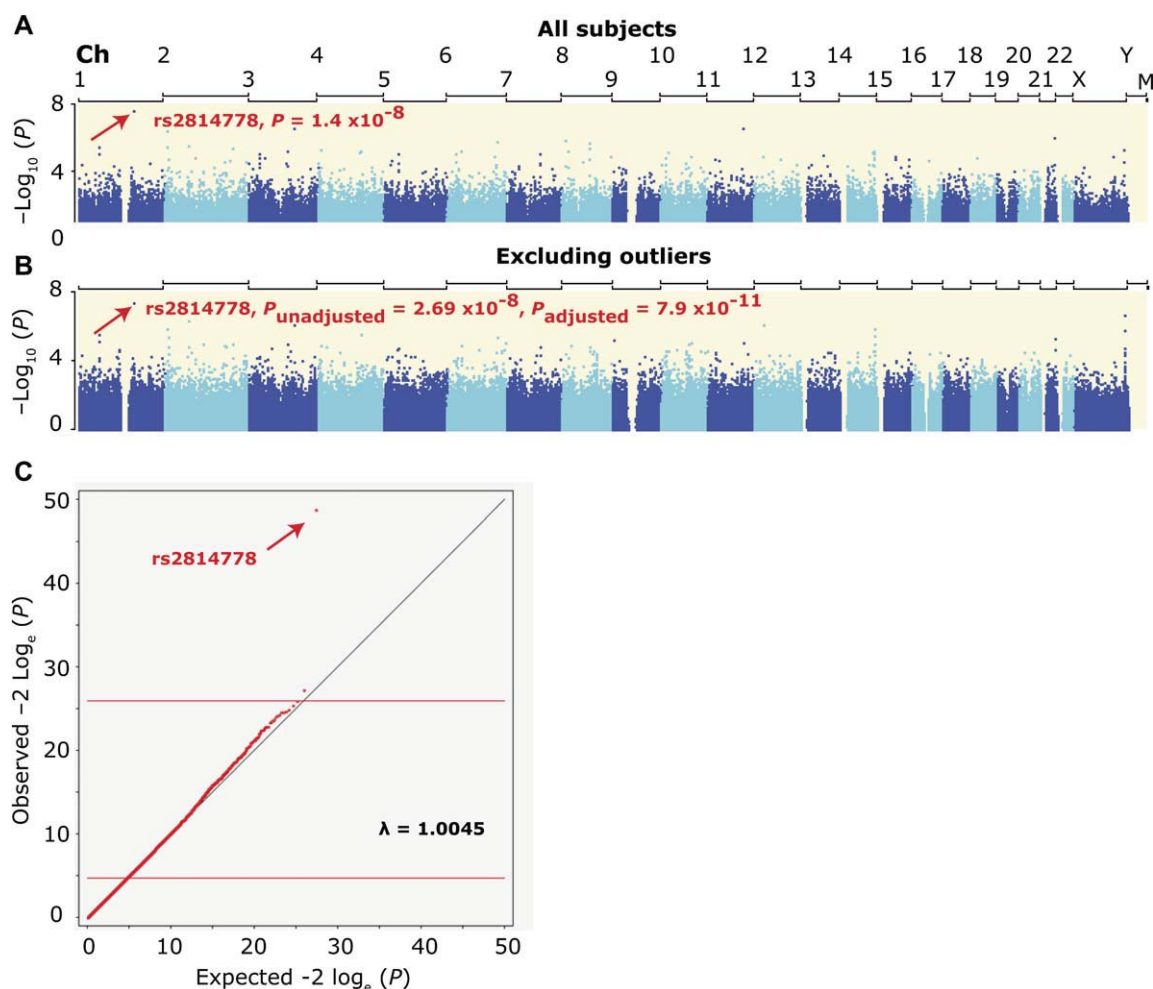 A
All subjects
Ch 2 4 6 8 10 12 14 16 18 20 22 Y
1 3 5 7 9 11 13 15 17 19 21 X M
8
rs2814778, P = 1.4 x10⁻⁸
4
−Log₁₀ (P)
0
B
Excluding outliers
8
rs2814778, Punadjusted = 2.69 x10⁻⁸, Padjusted = 7.9 x10⁻¹¹
4
−Log₁₀ (P)
0
C
50
rs2814778
40
30
20
Observed -2 Logₑ (P)
λ = 1.0045
10
0
0 10 20 30 40 50
Expected -2 logₑ (P)